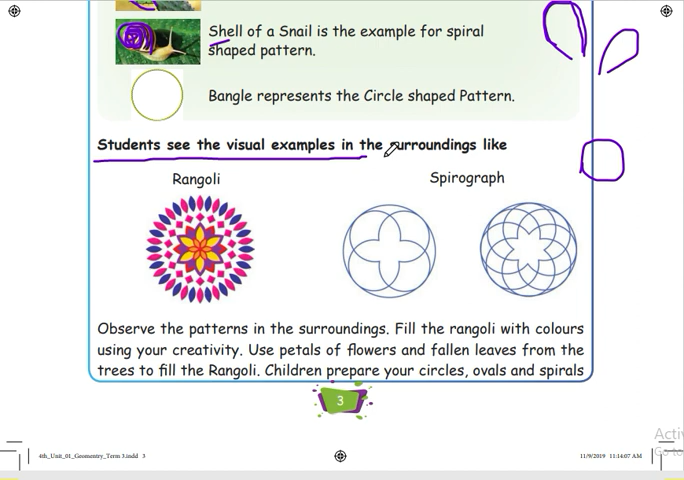 Shell of a Snail is the example for spiral
shaped pattern.
Bangle represents the Circle shaped Pattern.
Students see the visual examples in the surroundings like
Rangoli
Spirograph
Observe the patterns in the surroundings. Fill the rangoli with colours
using your creativity. Use petals of flowers and fallen leaves from the
trees to fill the Rangoli. Children prepare your circles, ovals and spirals
3
4th_Unit_01_Geomentry_Term 3.indd 3
11/9/2019 11:14:07 AM